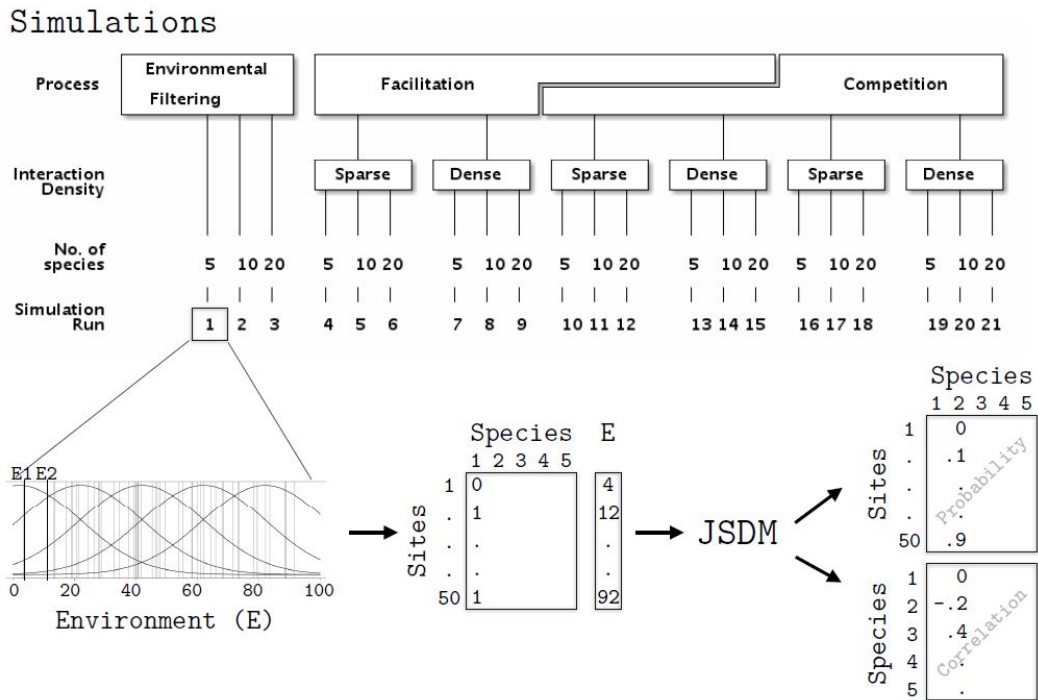 Simulations
Process
Environmental
Filtering
Facilitation
Competition
Interaction
Density
Sparse Dense Sparse Dense Sparse Dense
No. of
species
5 10 20 5 10 20 5 10 20 5 10 20 5 10 20 5 10 20 5 10 20
Simulation
Run
1 2 3 4 5 6 7 8 9 10 11 12 13 14 15 16 17 18 19 20 21
E1 E2
0 20 40 60 80 100
Environment (E)
Species E
1 2 3 4 5
Sites
1 0 4
. 1 12
. . .
. . .
50 1 92
JSDM
Species
1 2 3 4 5
Sites
1 0
. .1
. .
. .
50 .9
Probability
Species
1 0
2 -.2
3 .4
4 .
5 .
Correlation